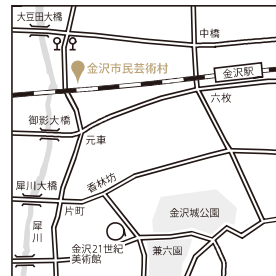 大豆田大橋
中橋
金沢市民芸術村
金沢駅
六枚
御影大橋
元車
香林坊
犀川大橋
片町
金沢城公園
犀川
金沢21世紀
美術館
兼六園